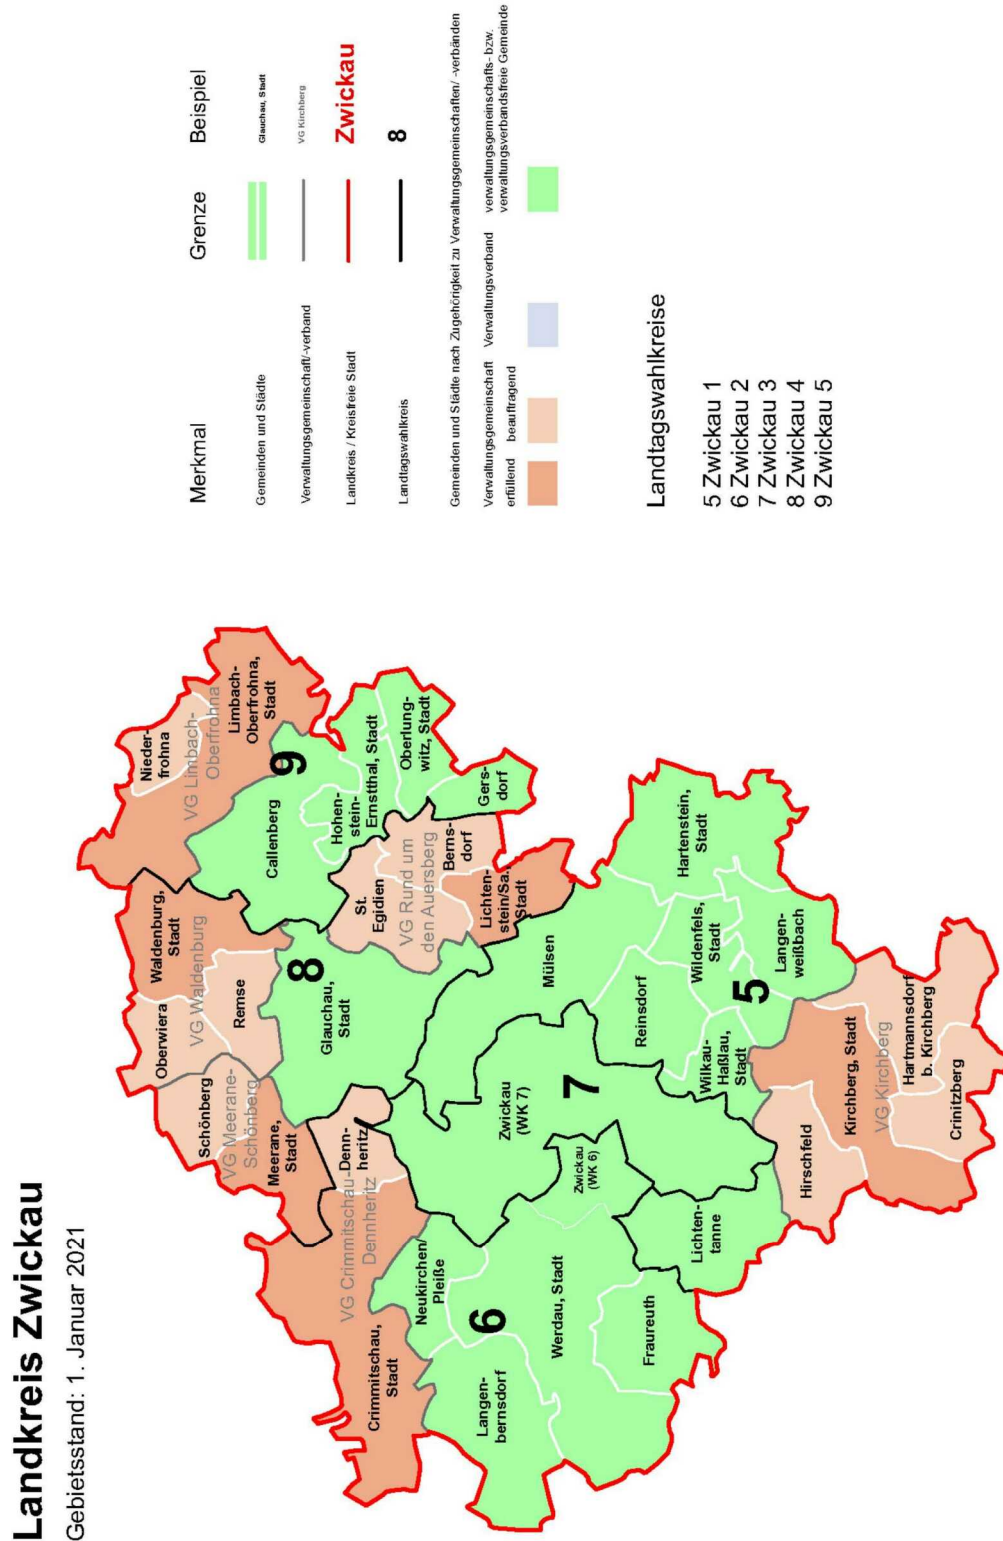 Landkreis Zwickau
Gebietsstand: 1. Januar 2021
Nieder-
frohna
VG Limbach-
Oberfrohna
Limbach-
Oberfrohna,
Stadt
Waldenburg,
Stadt
Oberwiera
VG Waldenburg
Remse
Schönberg
VG Meerane-
Schönberg
Meerane,
Stadt
9
Callenberg
Hohen-
stein-
Ernstthal, Stadt
Oberlung-
witz, Stadt
Gers-
dorf
8
Glauchau,
Stadt
St.
Egidien
VG Rund um
den Auersberg
Berns-
dorf
Lichten-
stein/Sa.,
Stadt
Denn-
heritz
VG Crimmitschau-
Dennheritz
Crimmitschau,
Stadt
Neukirchen/
Pleiße
6
Langen-
bernsdorf
Werdau, Stadt
Fraureuth
Zwickau
(WK 7)
7
Zwickau
(WK 6)
Lichten-
tanne
Mülsen
Reinsdorf
Hartenstein,
Stadt
Wildenfels,
Stadt
5
Wilkau-
Haßlau,
Stadt
Langen-
weißbach
Hirschfeld
Kirchberg, Stadt
VG Kirchberg
Hartmannsdorf
b. Kirchberg
Crinitzberg
Merkmal Grenze Beispiel
Gemeinden und Städte Glauchau, Stadt
Verwaltungsgemeinschaft/-verband VG Kirchberg
Landkreis / Kreisfreie Stadt Zwickau
Landtagswahlkreis 8
Gemeinden und Städte nach Zugehörigkeit zu Verwaltungsgemeinschaften/ -verbänden
Verwaltungsgemeinschaft Verwaltungsverband verwaltungsgemeinschafts- bzw.
erfüllend beauftragend verwaltungsverbandsfreie Gemeinde
Landtagswahlkreise
5 Zwickau 1
6 Zwickau 2
7 Zwickau 3
8 Zwickau 4
9 Zwickau 5